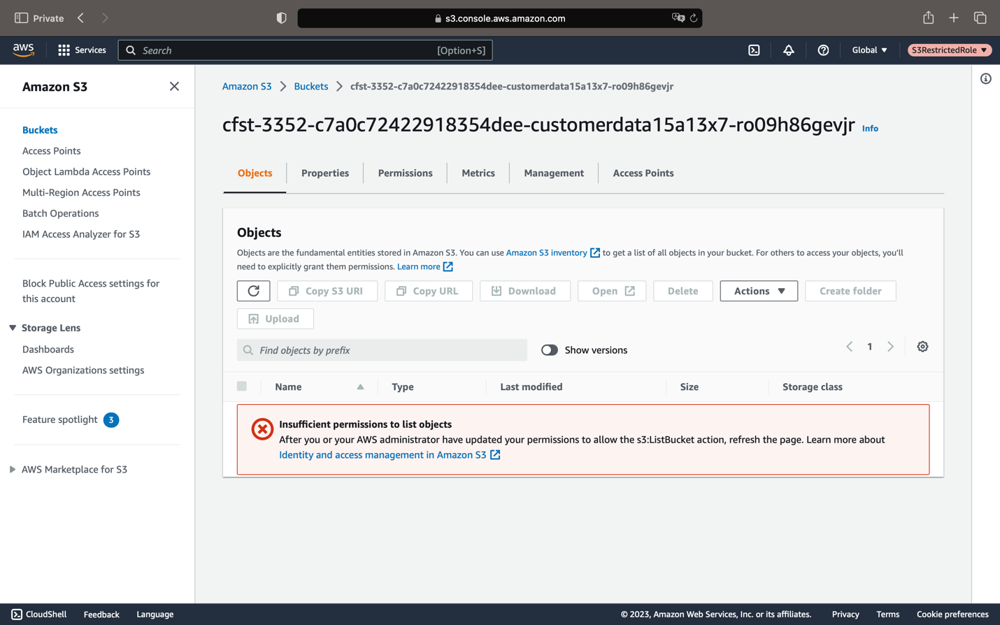 Private
s3.console.aws.amazon.com
aws
Services
Search
[Option+S]
Global
S3RestrictedRole
Amazon S3
Buckets
Access Points
Object Lambda Access Points
Multi-Region Access Points
Batch Operations
IAM Access Analyzer for S3
Block Public Access settings for
this account
Storage Lens
Dashboards
AWS Organizations settings
Feature spotlight 3
AWS Marketplace for S3
Amazon S3 > Buckets > cfst-3352-c7a0c72422918354dee-customerdata15a13x7-ro09h86gevjr
cfst-3352-c7a0c72422918354dee-customerdata15a13x7-ro09h86gevjr Info
Objects
Properties
Permissions
Metrics
Management
Access Points
Objects
Objects are the fundamental entities stored in Amazon S3. You can use Amazon S3 inventory to get a list of all objects in your bucket. For others to access your objects, you'll
need to explicitly grant them permissions. Learn more
Copy S3 URI
Copy URL
Download
Open
Delete
Actions
Create folder
Upload
Find objects by prefix
Show versions
1
Name
Type
Last modified
Size
Storage class
Insufficient permissions to list objects
After you or your AWS administrator have updated your permissions to allow the s3:ListBucket action, refresh the page. Learn more about
Identity and access management in Amazon S3
CloudShell
Feedback
Language
© 2023, Amazon Web Services, Inc. or its affiliates.
Privacy
Terms
Cookie preferences